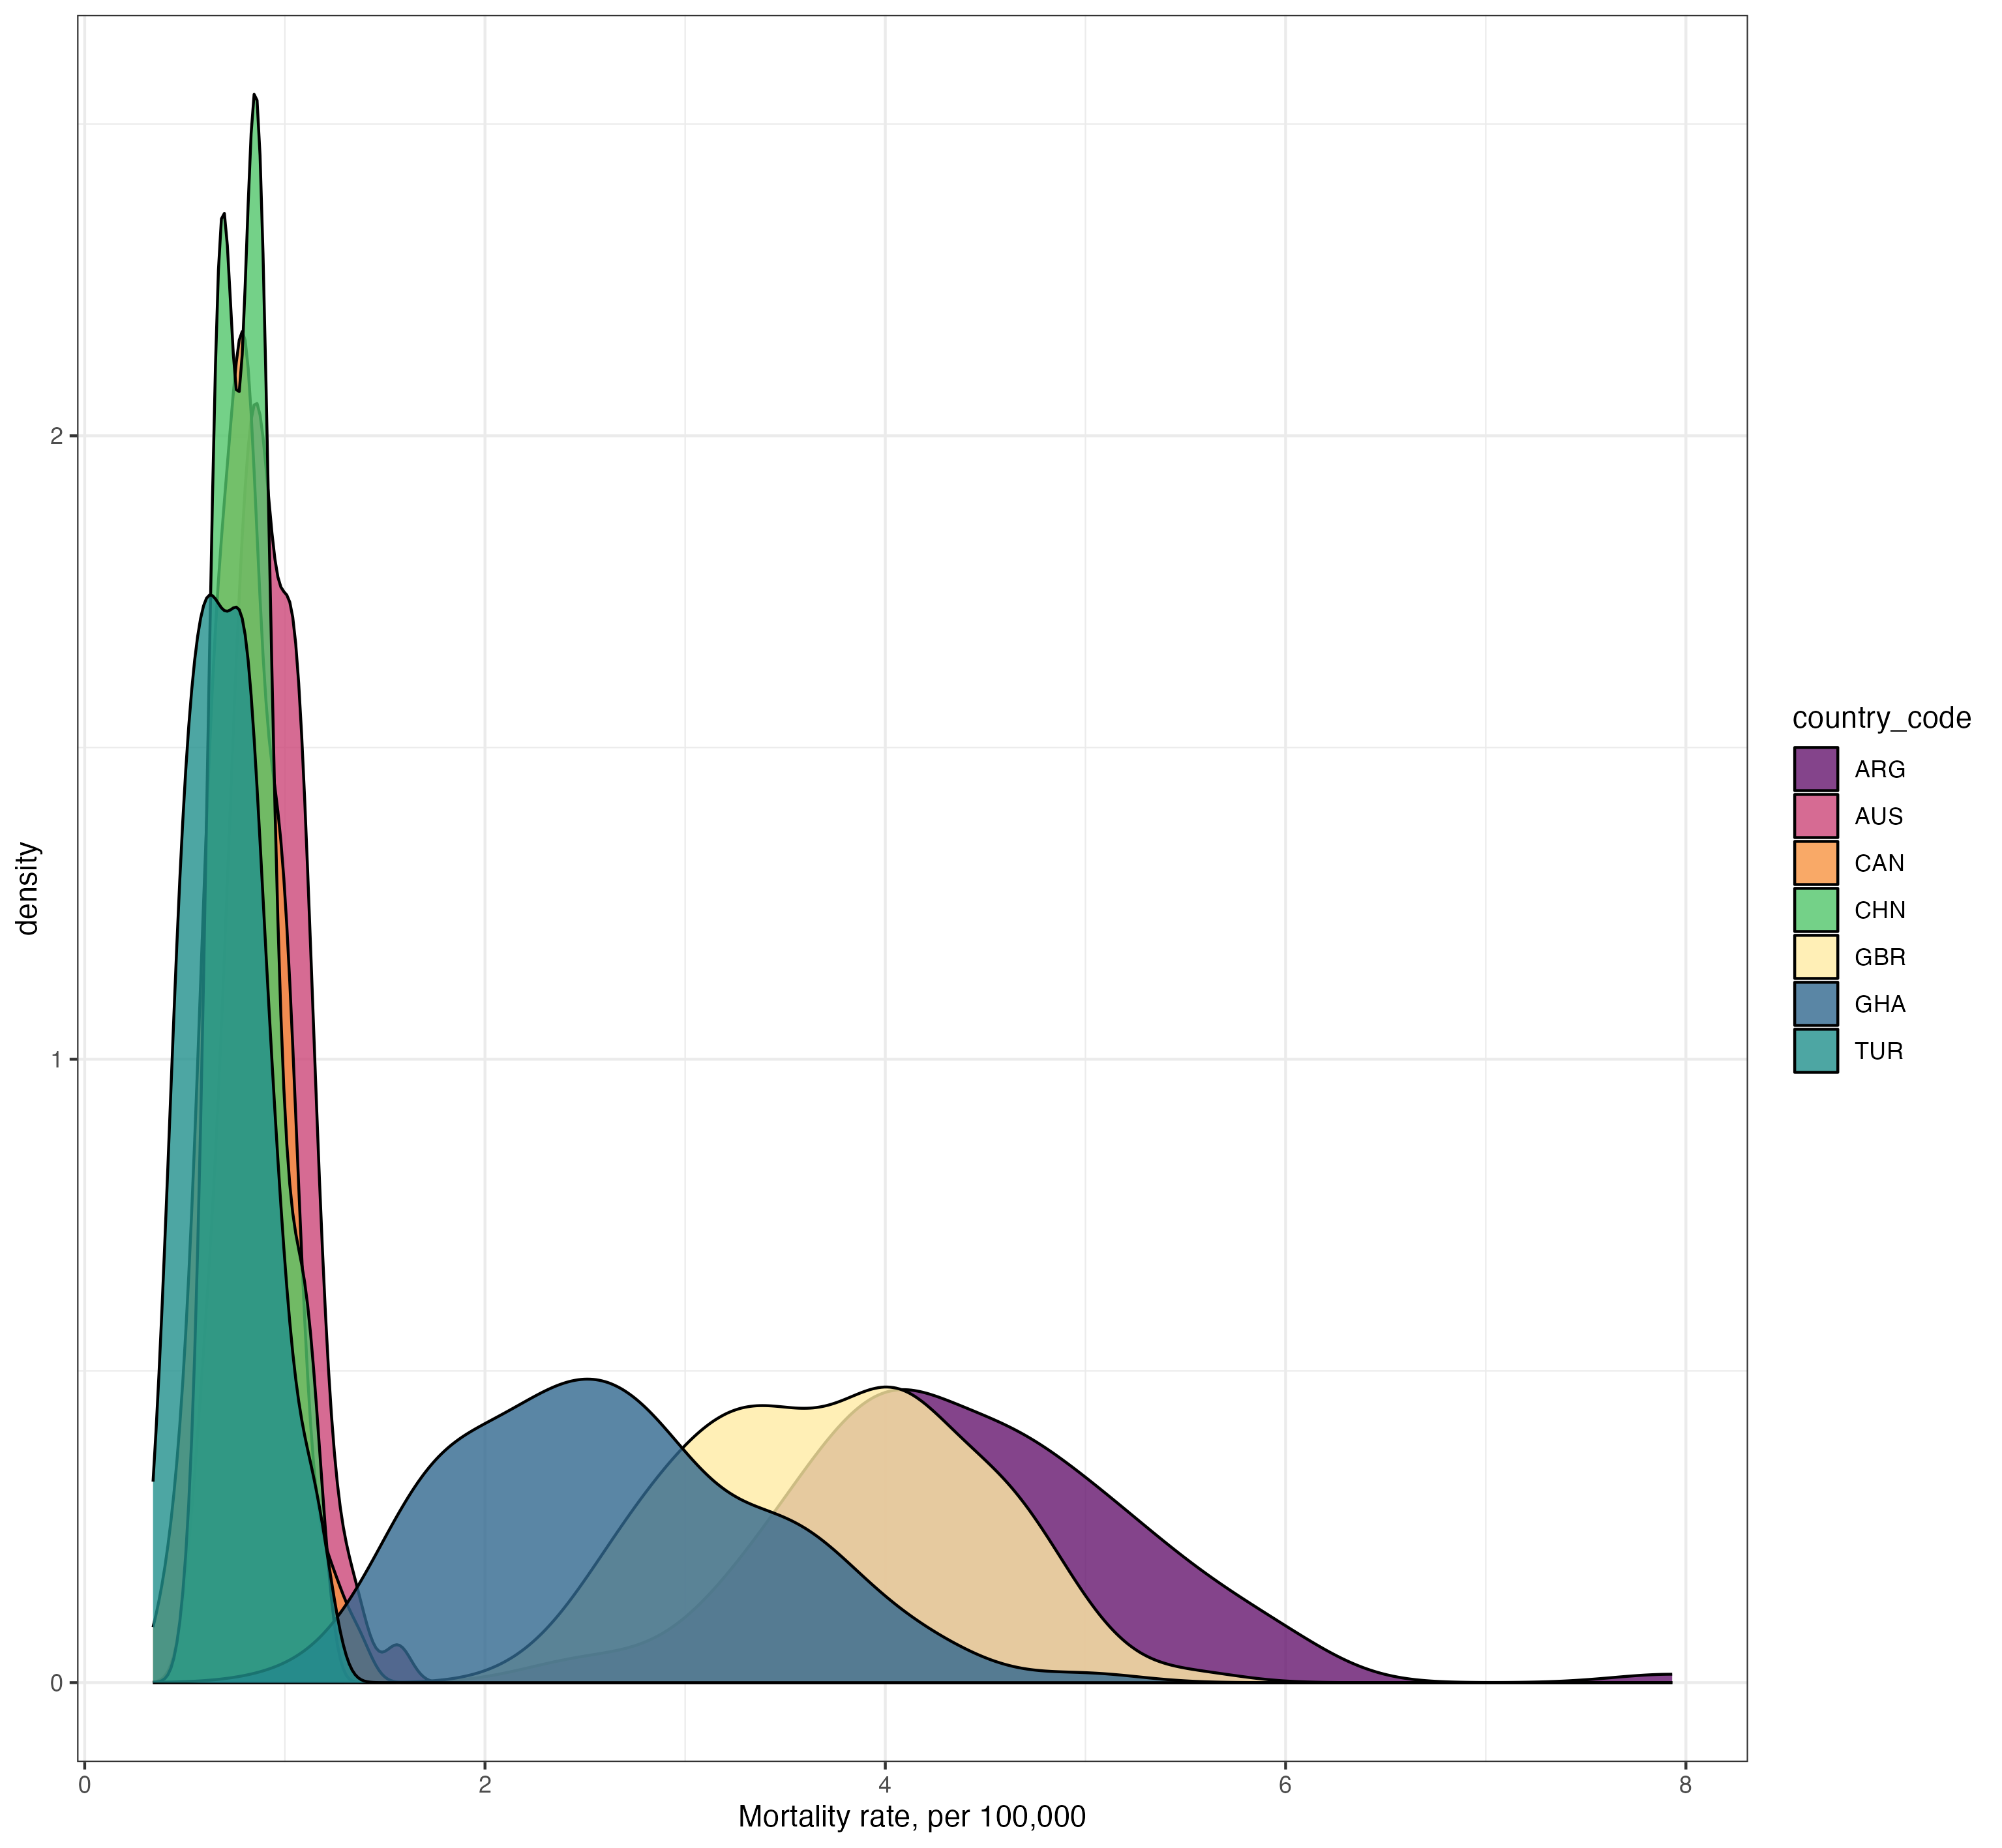 2
1
0
density
0 2 4 6 8
Mortality rate, per 100,000
country_code
ARG
AUS
CAN
CHN
GBR
GHA
TUR